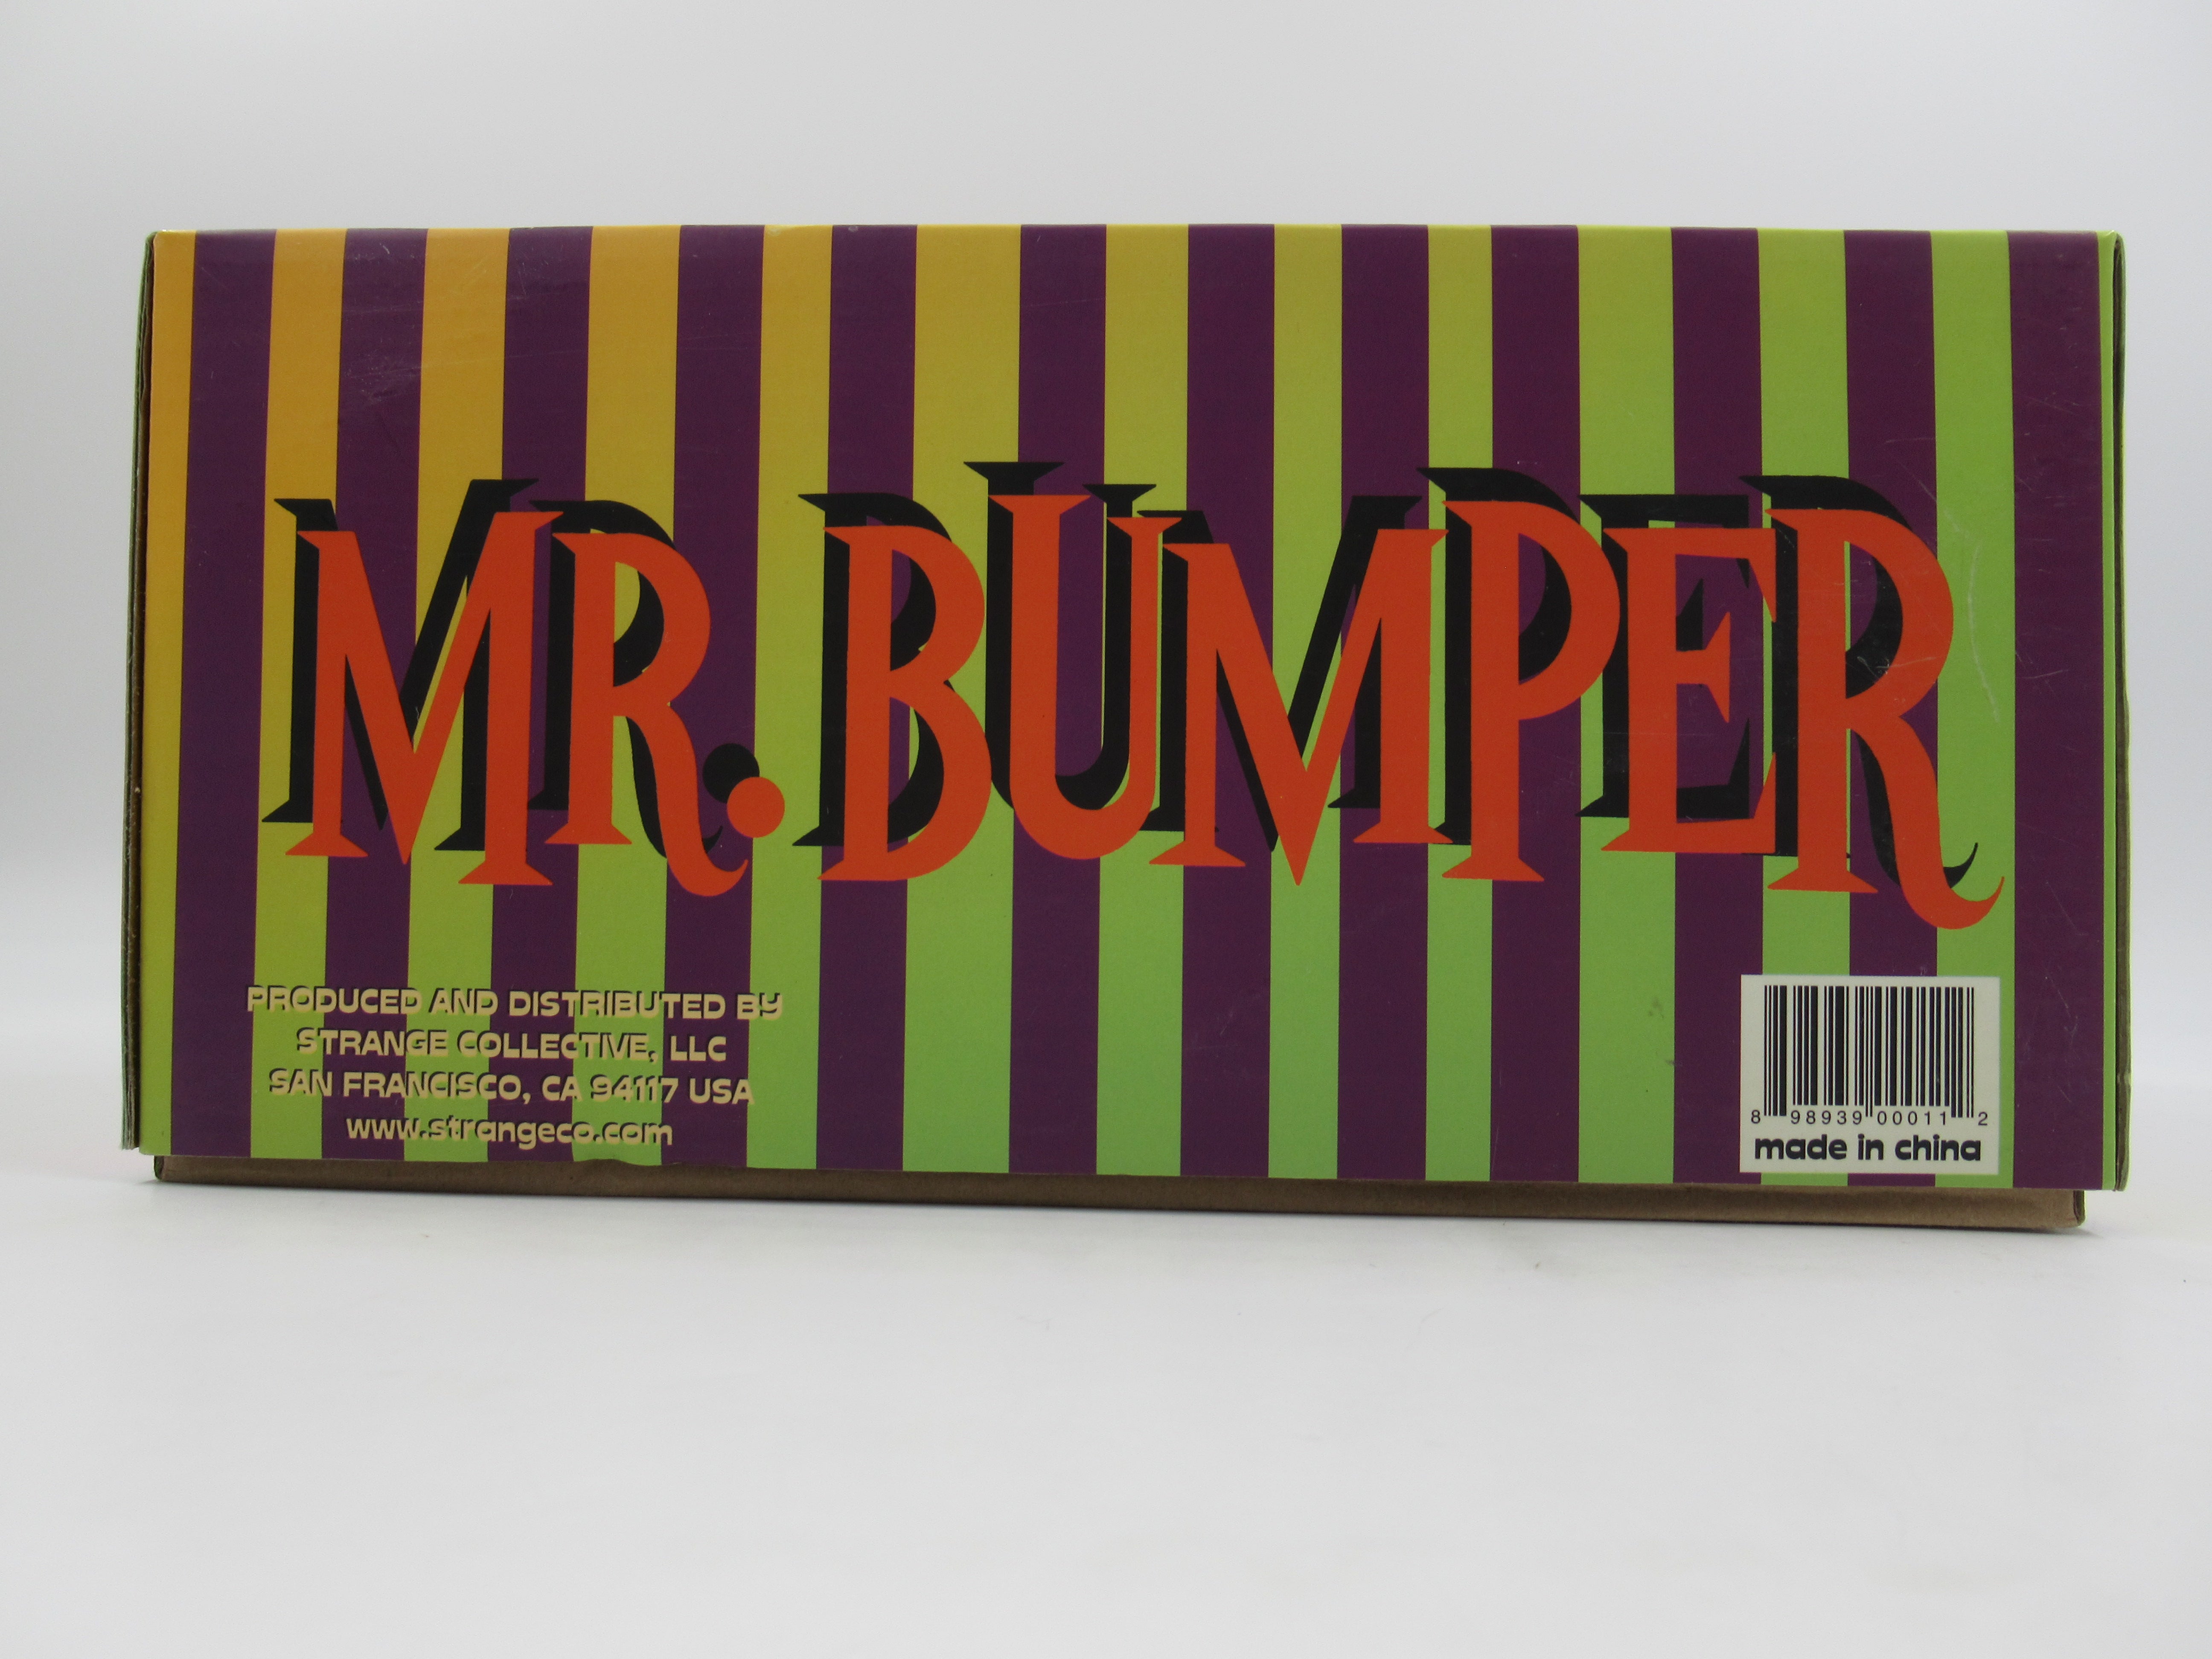 MR. BUMPER
PRODUCED AND DISTRIBUTED BY
STRANGE COLLECTIVE, LLC
SAN FRANCISCO, CA 94117 USA
www.strangeco.com
8 98939 00011 2
made in china